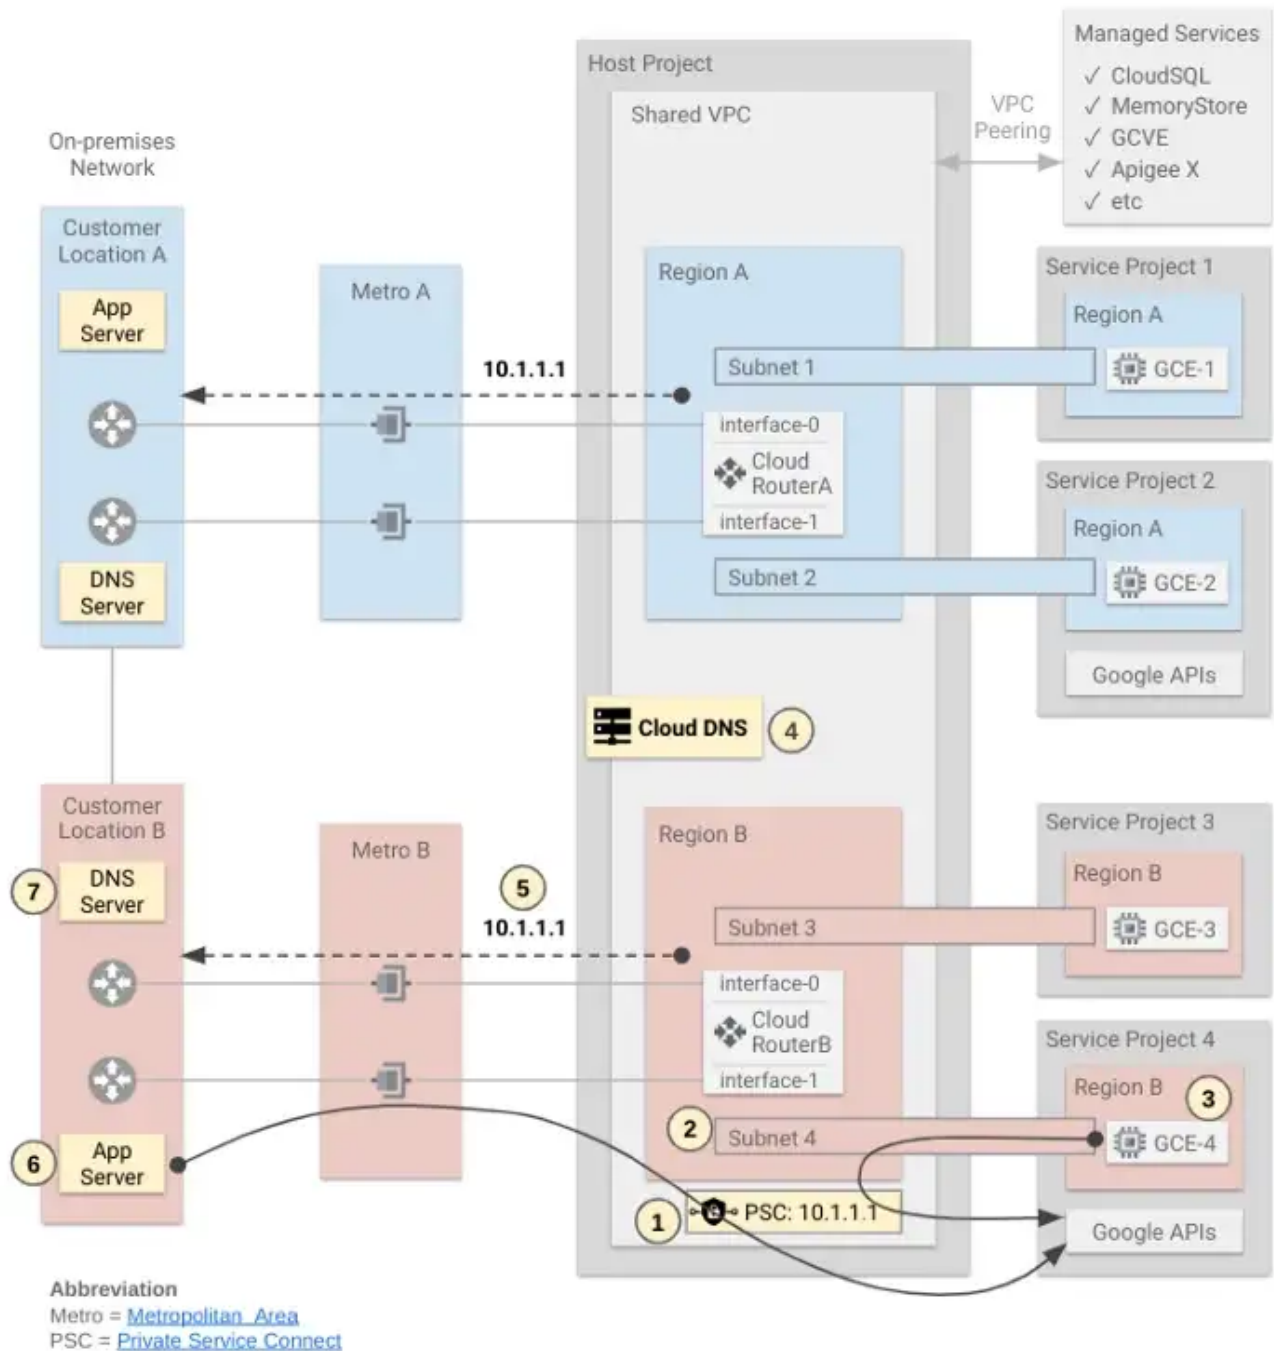 Managed Services
✓ CloudSQL
✓ MemoryStore
✓ GCVE
✓ Apigee X
✓ etc
Host Project
Shared VPC
VPC
Peering
On-premises
Network
Customer
Location A
App
Server
DNS
Server
Metro A
10.1.1.1
Region A
Subnet 1
interface-0
Cloud
RouterA
interface-1
Subnet 2
Service Project 1
Region A
GCE-1
Service Project 2
Region A
GCE-2
Google APIs
Cloud DNS
4
Customer
Location B
7
DNS
Server
6
App
Server
Metro B
5
10.1.1.1
Region B
Subnet 3
interface-0
Cloud
RouterB
interface-1
2
Subnet 4
1
PSC: 10.1.1.1
Service Project 3
Region B
GCE-3
Service Project 4
Region B
3
GCE-4
Google APIs
Abbreviation
Metro = Metropolitan Area
PSC = Private Service Connect